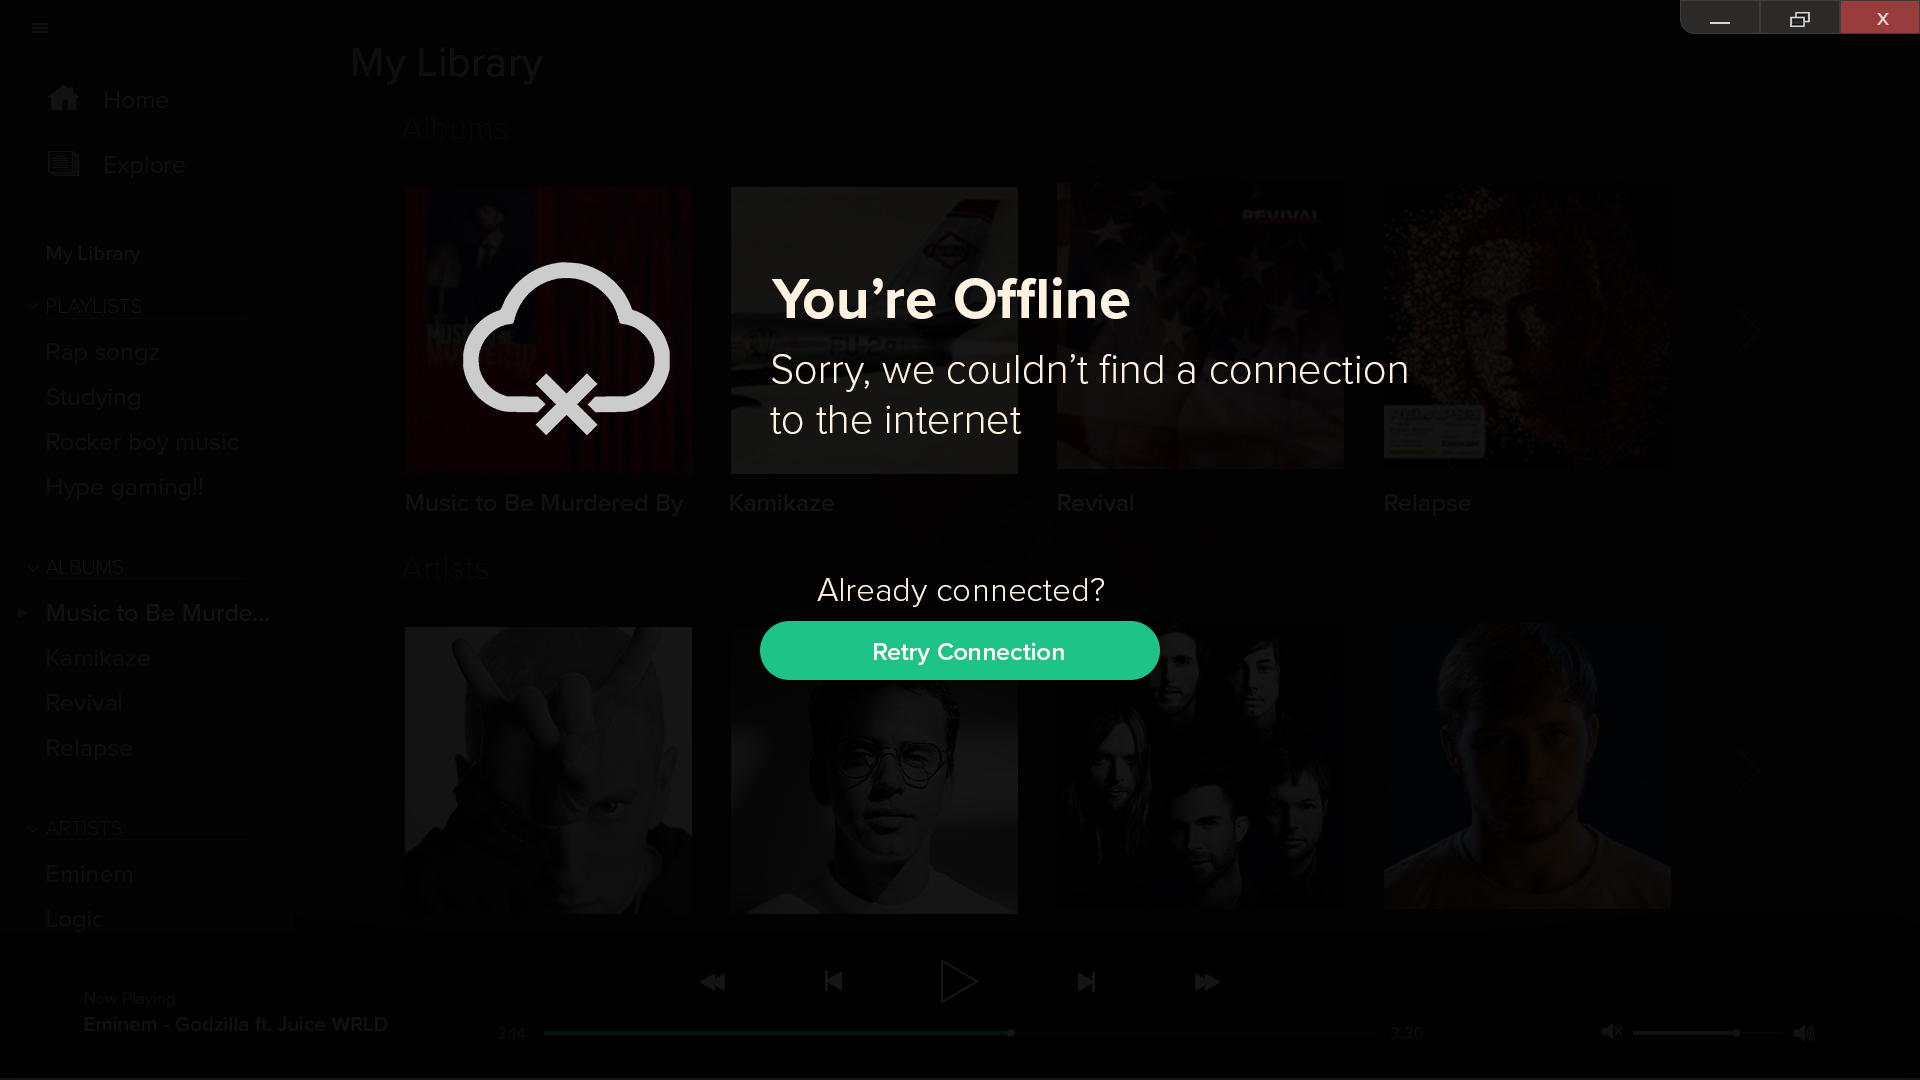 X
My Library
Home
Albums
Explore
REVIVAL
My Library
You're Offline
PLAYLISTS
Rap songz
Sorry, we couldn't find a connection
to the internet
Studying
Rocker boy music
Hype gaming!!
Music to Be Murdered By
Kamikaze
Revival
Relapse
ALBUMS
Artists
Already connected?
Music to Be Murde...
Retry Connection
Kamikaze
Revival
Relapse
ARTISTS
Eminem
Logic
Now Playing
Eminem - Godzilla ft. Juice WRLD
2:14
3:30